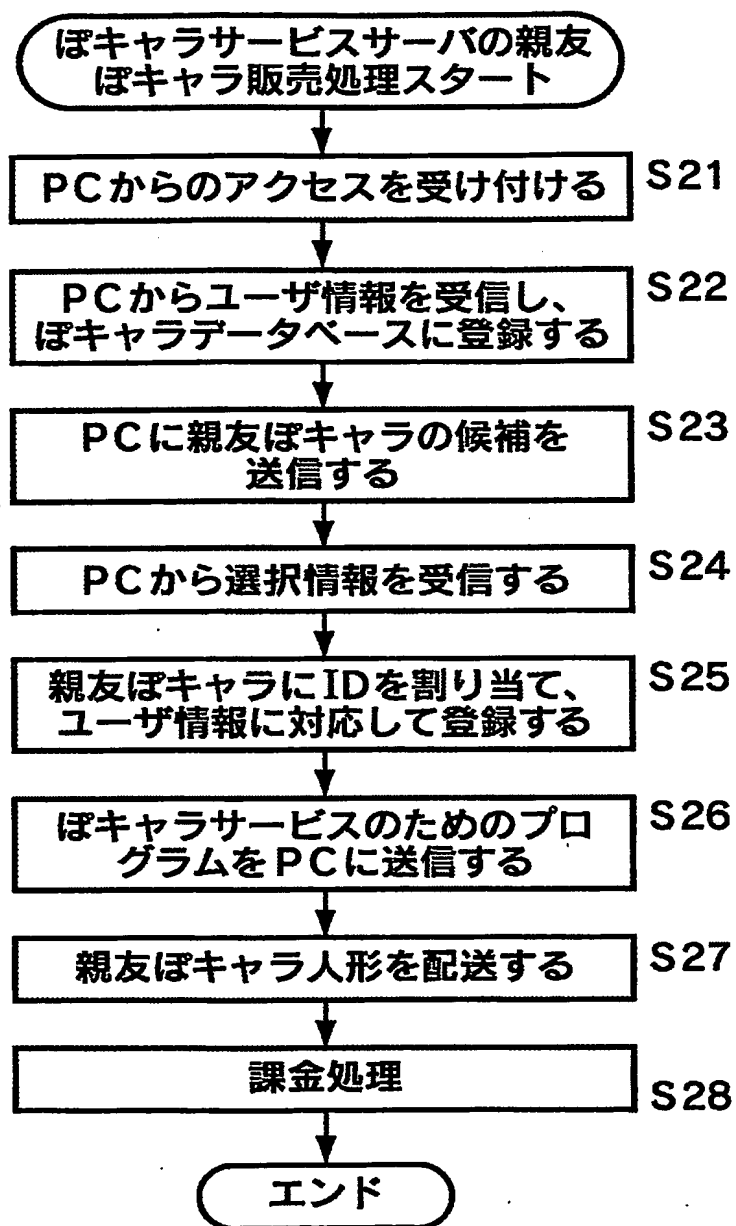 ぽキャラサービスサーバの親友
ぽキャラ販売処理スタート
PCからのアクセスを受け付ける
S21
PCからユーザ情報を受信し、
ぽキャラデータベースに登録する
S22
PCに親友ぽキャラの候補を
送信する
S23
PCから選択情報を受信する
S24
親友ぽキャラにIDを割り当て、
ユーザ情報に対応して登録する
S25
ぽキャラサービスのためのプロ
グラムをPCに送信する
S26
親友ぽキャラ人形を配送する
S27
課金処理
S28
エンド